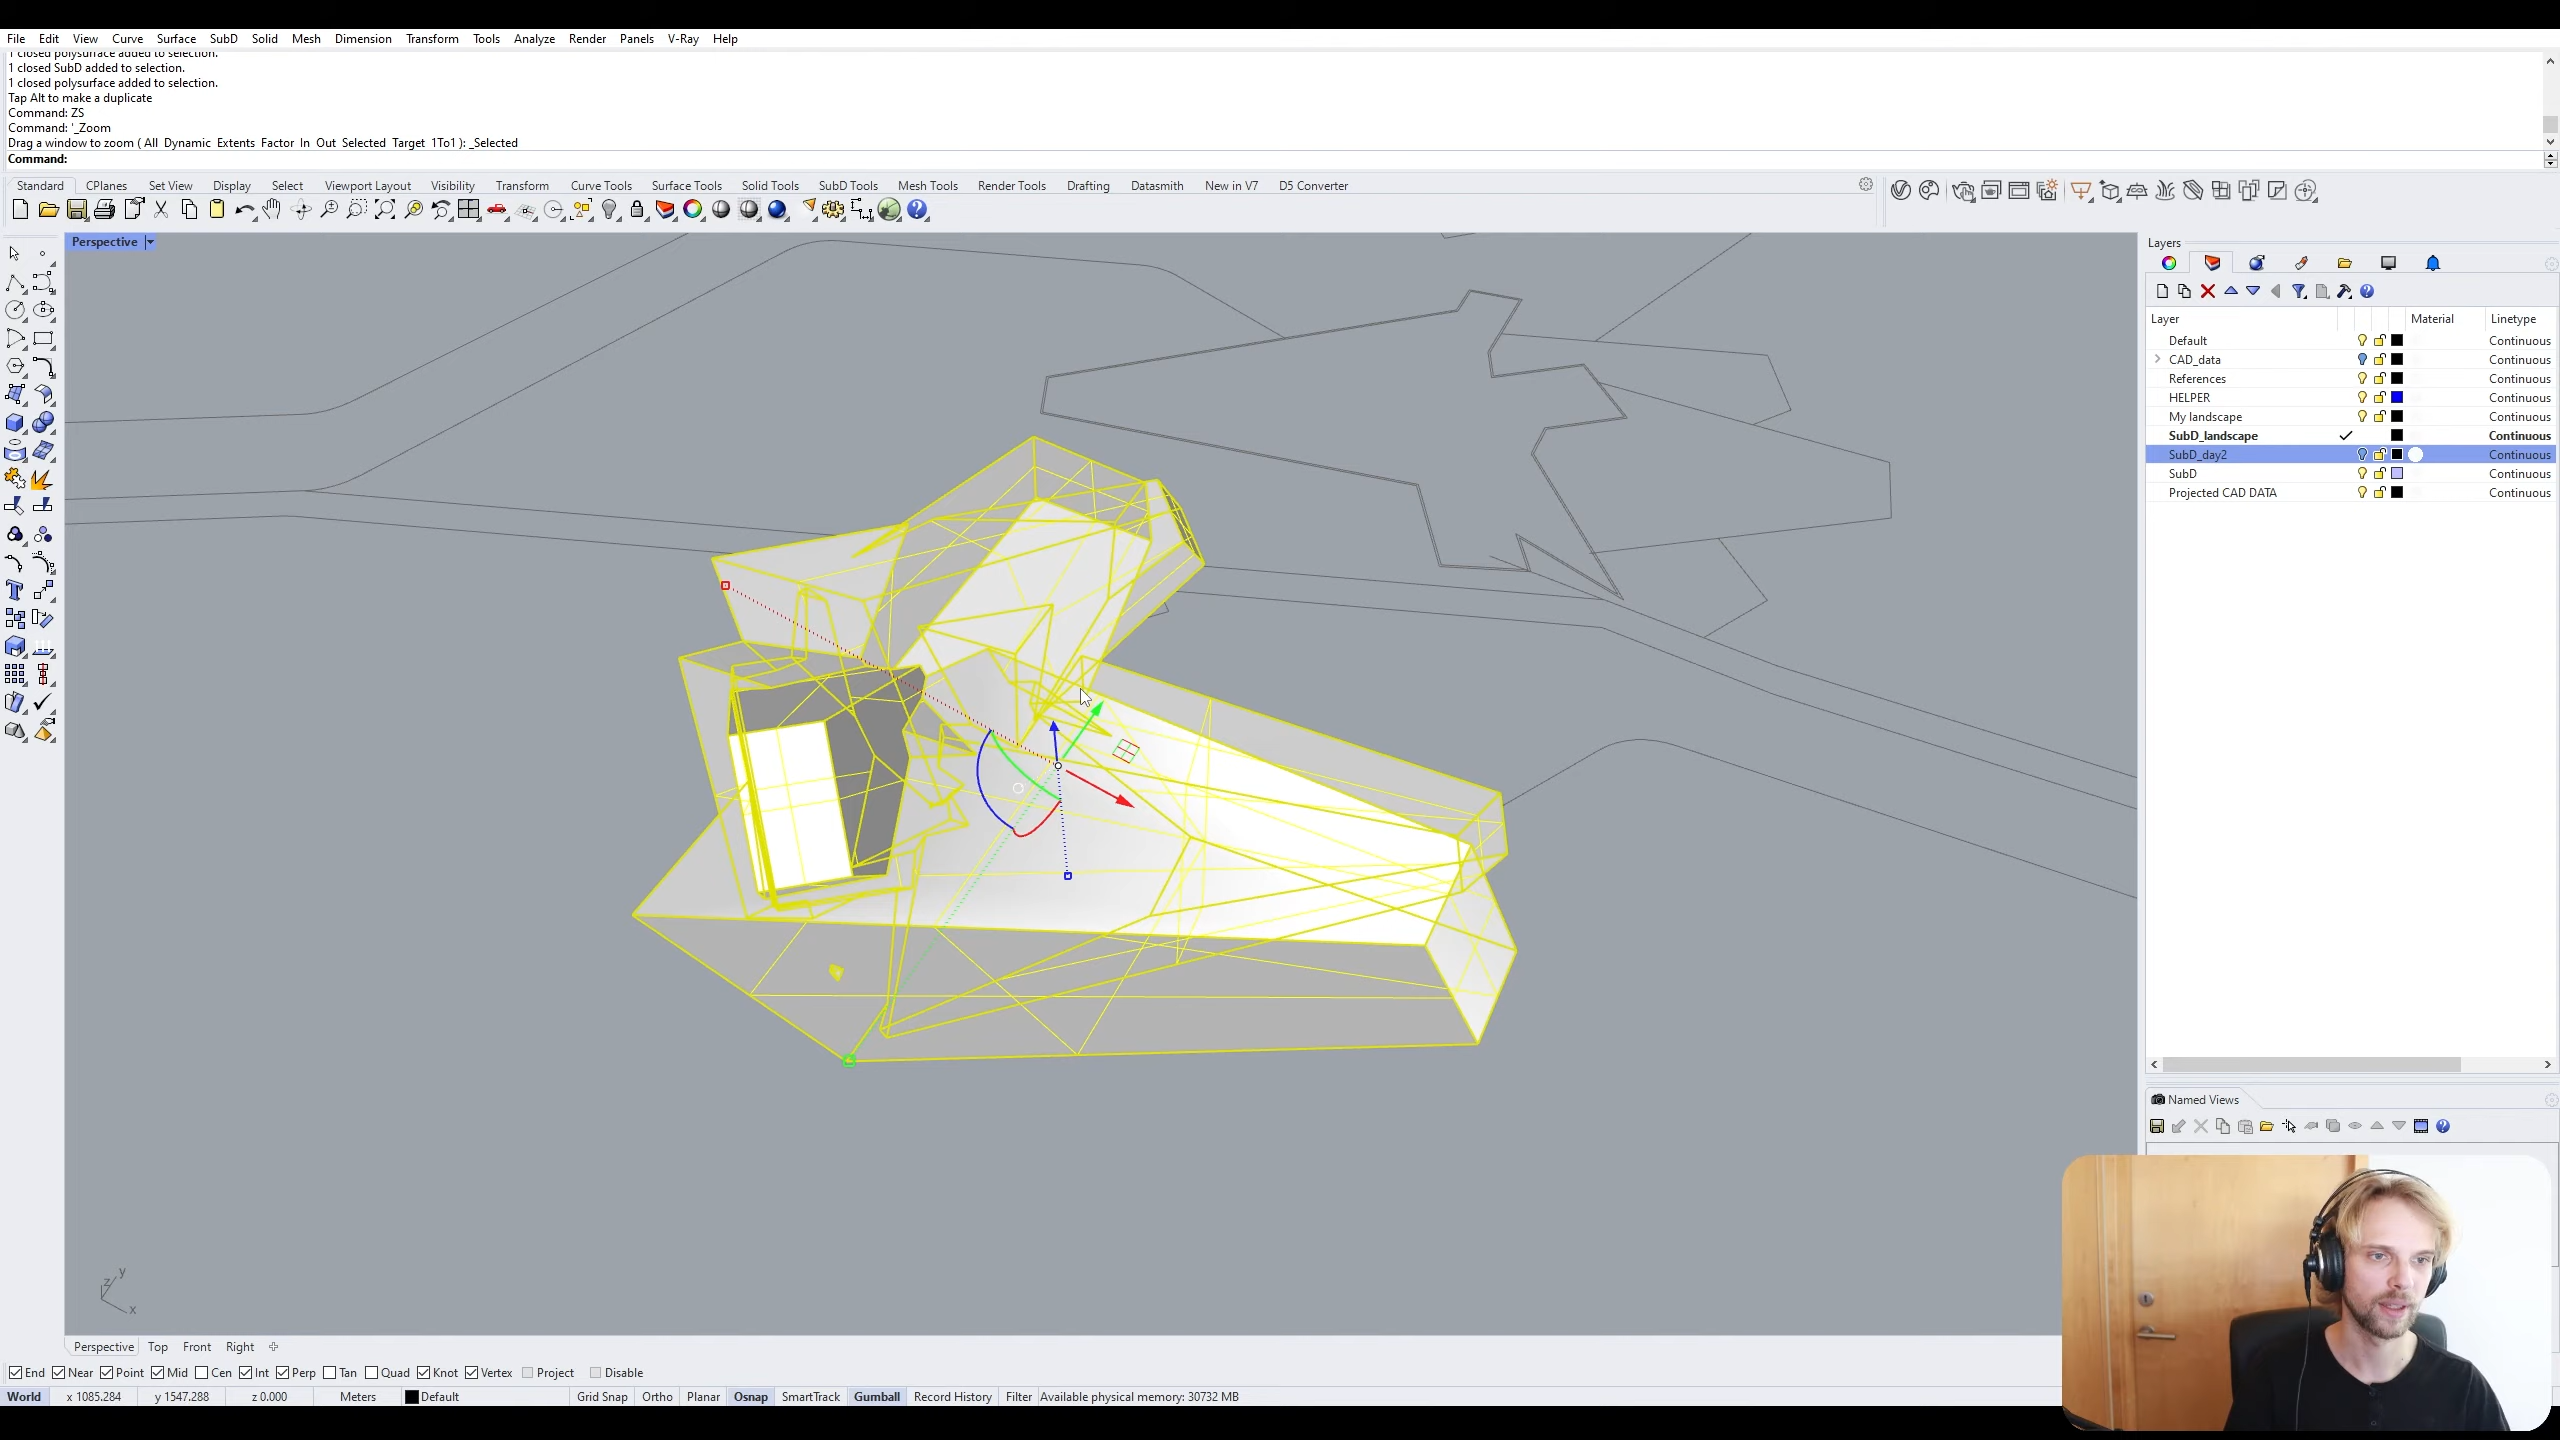 File Edit View Curve Surface SubD Solid Mesh Dimension Transform Tools Analyze Render Panels V-Ray Help
1 closed polysurface added to selection.
1 closed SubD added to selection.
1 closed polysurface added to selection.
Tap Alt to make a duplicate
Command: ZS
Command: '_Zoom
Drag a window to zoom ( All Dynamic Extents Factor In Out Selected Target 1To1 ): _Selected
Command:
Standard CPlanes Set View Display Select Viewport Layout Visibility Transform Curve Tools Surface Tools Solid Tools SubD Tools Mesh Tools Render Tools Drafting Datasmith New in V7 D5 Converter
Perspective
Layers
Layer Material Linetype
Default Continuous
CAD_data Continuous
References Continuous
HELPER Continuous
My landscape Continuous
SubD_landscape Continuous
SubD_day2 Continuous
SubD Continuous
Projected CAD DATA Continuous
Named Views
z y
x
Perspective Top Front Right
End Near Point Mid Cen Int Perp Tan Quad Knot Vertex Project Disable
World x 1085.284 y 1547.288 z 0.000 Meters Default Grid Snap Ortho Planar Osnap SmartTrack Gumball Record History Filter Available physical memory: 30732 MB